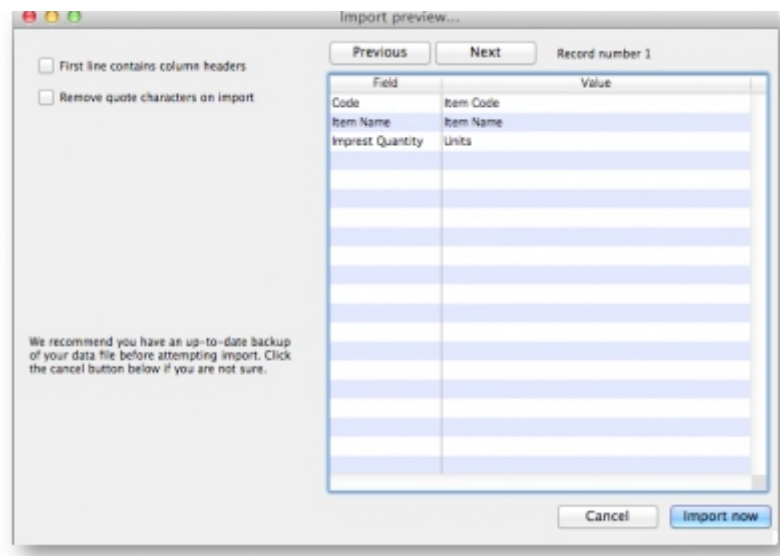 Import preview...
Previous Next Record number 1
First line contains column headers
Remove quote characters on import
Field Value
Code Item Code
Item Name Item Name
Imprest Quantity Units
We recommend you have an up-to-date backup
of your data file before attempting import. Click
the cancel button below if you are not sure.
Cancel Import now